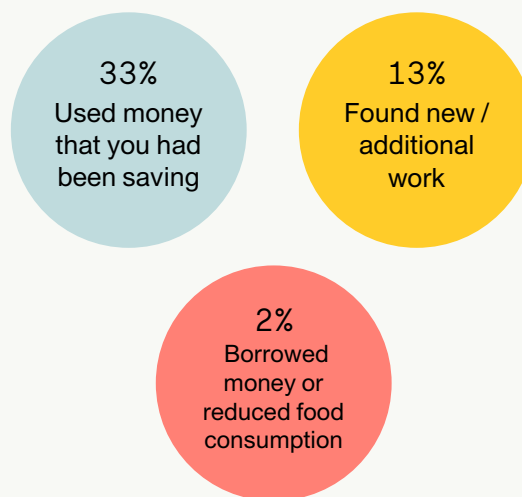 33%
Used money
that you had
been saving
13%
Found new /
additional
work
2%
Borrowed
money or
reduced food
consumption